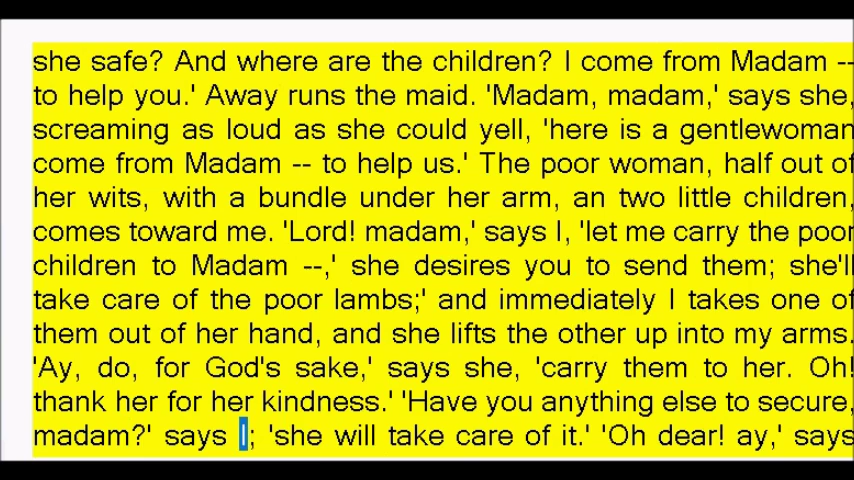 she safe? And where are the children? I come from Madam --
to help you.' Away runs the maid. 'Madam, madam,' says she,
screaming as loud as she could yell, 'here is a gentlewoman
come from Madam -- to help us.' The poor woman, half out of
her wits, with a bundle under her arm, an two little children,
comes toward me. 'Lord! madam,' says I, 'let me carry the poor
children to Madam --,' she desires you to send them; she'll
take care of the poor lambs;' and immediately I takes one of
them out of her hand, and she lifts the other up into my arms.
'Ay, do, for God's sake,' says she, 'carry them to her. Oh!
thank her for her kindness.' 'Have you anything else to secure,
madam?' says I; 'she will take care of it.' 'Oh dear! ay,' says